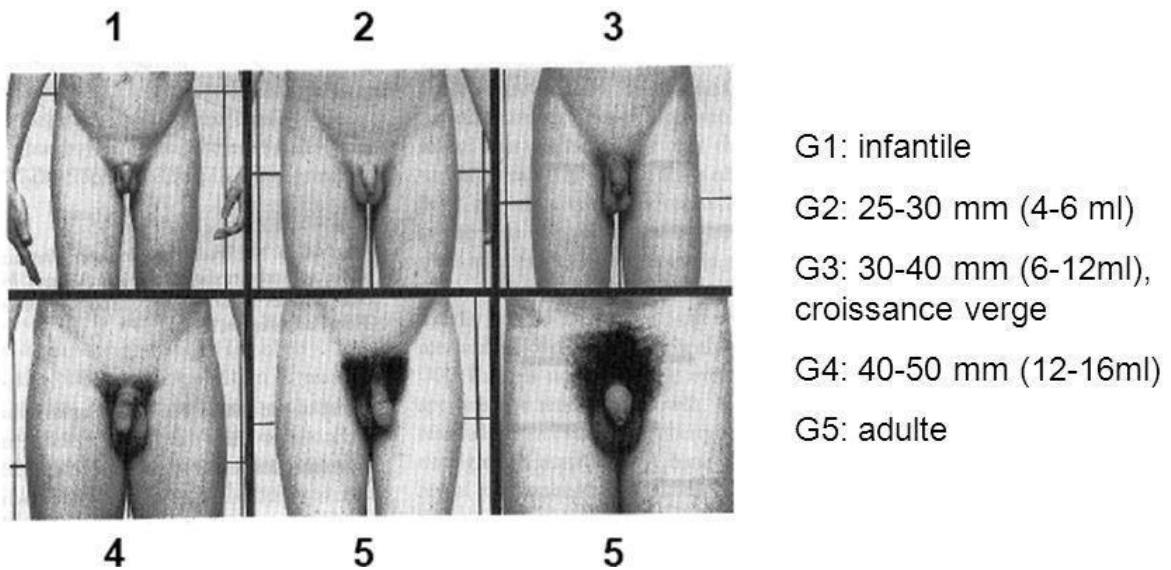 1 2 3
G1: infantile
G2: 25-30 mm (4-6 ml)
G3: 30-40 mm (6-12ml),
croissance verge
G4: 40-50 mm (12-16ml)
G5: adulte
4 5 5